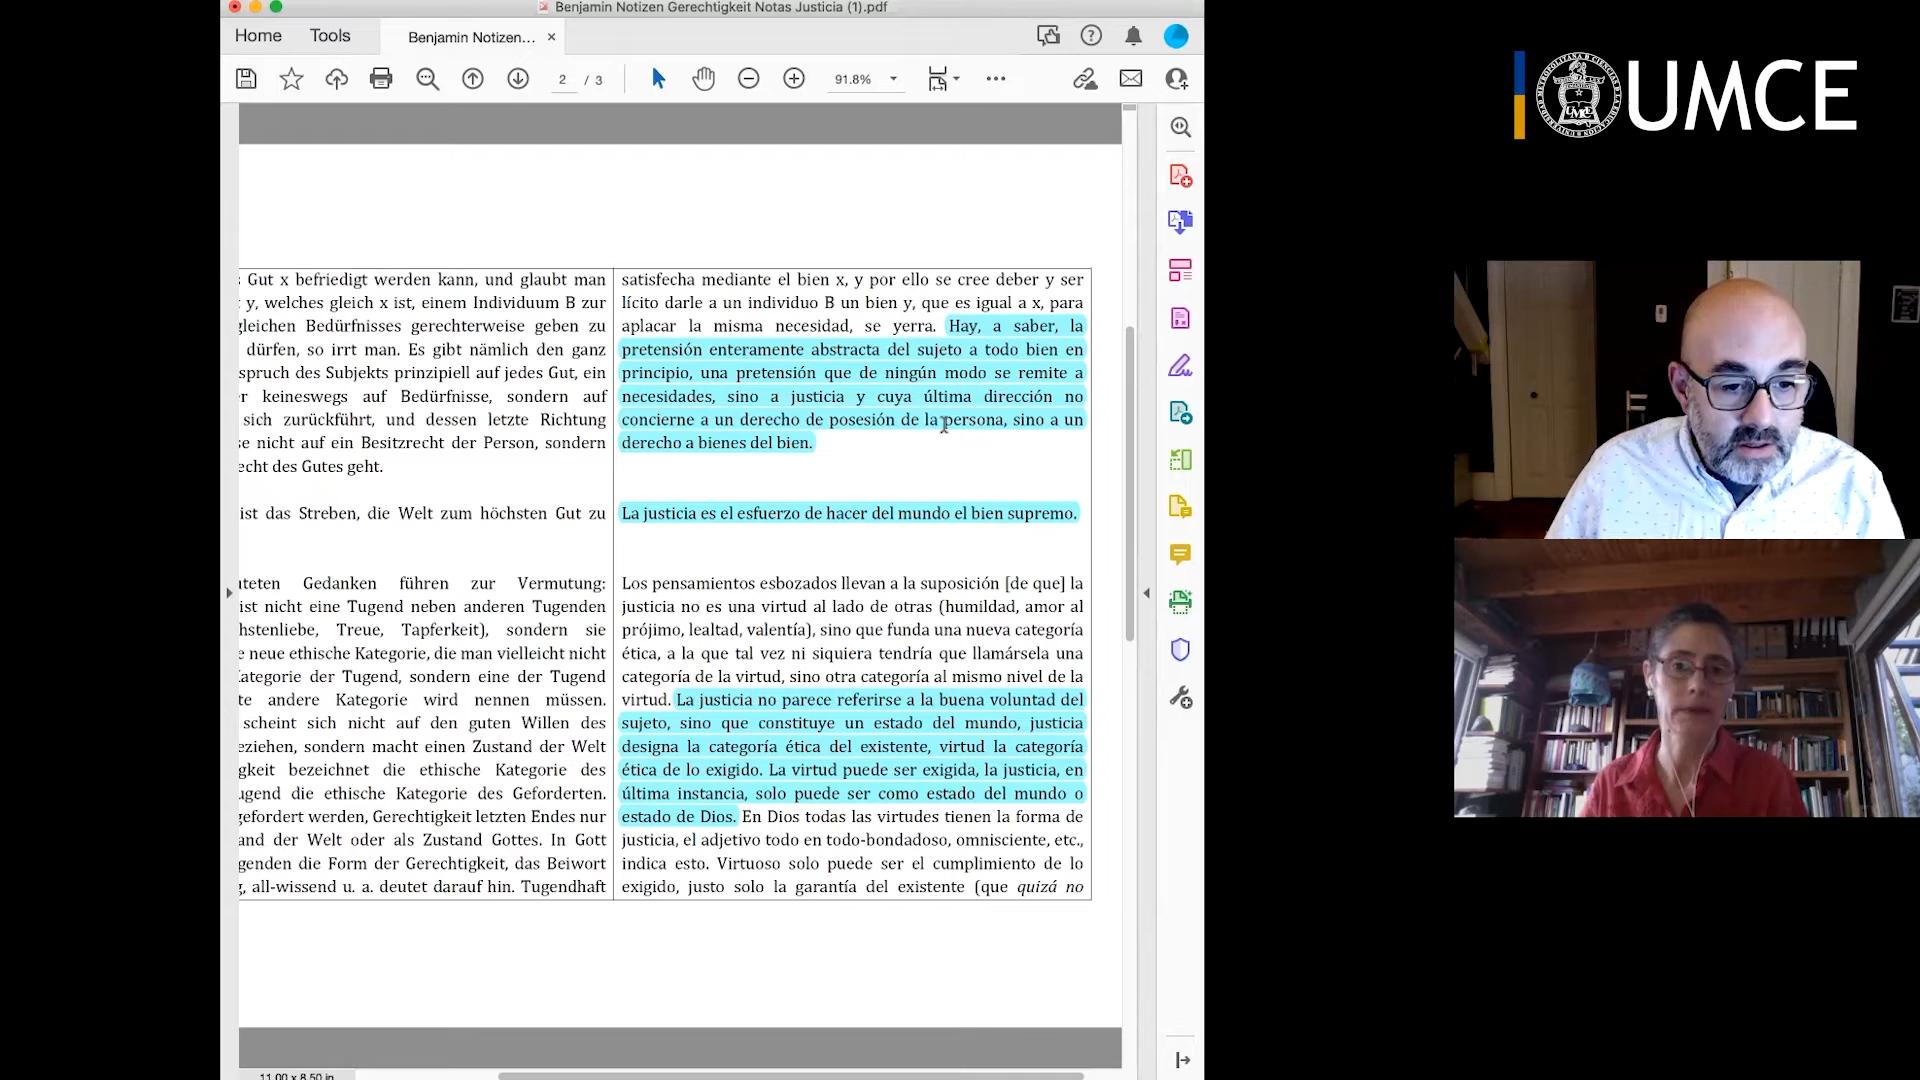 Benjamin Notizen Gerechtigkeit Notas Justicia (1).pdf
Home
Tools
Benjamin Notizen...
2 / 3
91.8%
UMCE
Gut x befriedigt werden kann, und glaubt man
y, welches gleich x ist, einem Individuum B zur
gleichen Bedürfnisses gerechterweise geben zu
dürfen, so irrt man. Es gibt nämlich den ganz
spruch des Subjekts prinzipiell auf jedes Gut, ein
r keineswegs auf Bedürfnisse, sondern auf
sich zurückführt, und dessen letzte Richtung
se nicht auf ein Besitzrecht der Person, sondern
echt des Gutes geht.
ist das Streben, die Welt zum höchsten Gut zu
uteten Gedanken führen zur Vermutung:
ist nicht eine Tugend neben anderen Tugenden
hstenliebe, Treue, Tapferkeit), sondern sie
e neue ethische Kategorie, die man vielleicht nicht
Kategorie der Tugend, sondern eine der Tugend
te andere Kategorie wird nennen müssen.
scheint sich nicht auf den guten Willen des
eziehen, sondern macht einen Zustand der Welt
gkeit bezeichnet die ethische Kategorie des
ugend die ethische Kategorie des Geforderten.
gefordert werden, Gerechtigkeit letzten Endes nur
and der Welt oder als Zustand Gottes. In Gott
genden die Form der Gerechtigkeit, das Beiwort
g, all-wissend u. a. deutet darauf hin. Tugendhaft
satisfecha mediante el bien x, y por ello se cree deber y ser
lícito darle a un individuo B un bien y, que es igual a x, para
aplacar la misma necesidad, se yerra. Hay, a saber, la
pretensión enteramente abstracta del sujeto a todo bien en
principio, una pretensión que de ningún modo se remite a
necesidades, sino a justicia y cuya última dirección no
concierne a un derecho de posesión de la persona, sino a un
derecho a bienes del bien.
La justicia es el esfuerzo de hacer del mundo el bien supremo.
Los pensamientos esbozados llevan a la suposición [de que] la
justicia no es una virtud al lado de otras (humildad, amor al
prójimo, lealtad, valentía), sino que funda una nueva categoría
ética, a la que tal vez ni siquiera tendría que llamársela una
categoría de la virtud, sino otra categoría al mismo nivel de la
virtud. La justicia no parece referirse a la buena voluntad del
sujeto, sino que constituye un estado del mundo, justicia
designa la categoría ética del existente, virtud la categoría
ética de lo exigido. La virtud puede ser exigida, la justicia, en
última instancia, solo puede ser como estado del mundo o
estado de Dios. En Dios todas las virtudes tienen la forma de
justicia, el adjetivo todo en todo-bondadoso, omnisciente, etc.,
indica esto. Virtuoso solo puede ser el cumplimiento de lo
exigido, justo solo la garantía del existente (que quizá no
11.00 x 8.50 in